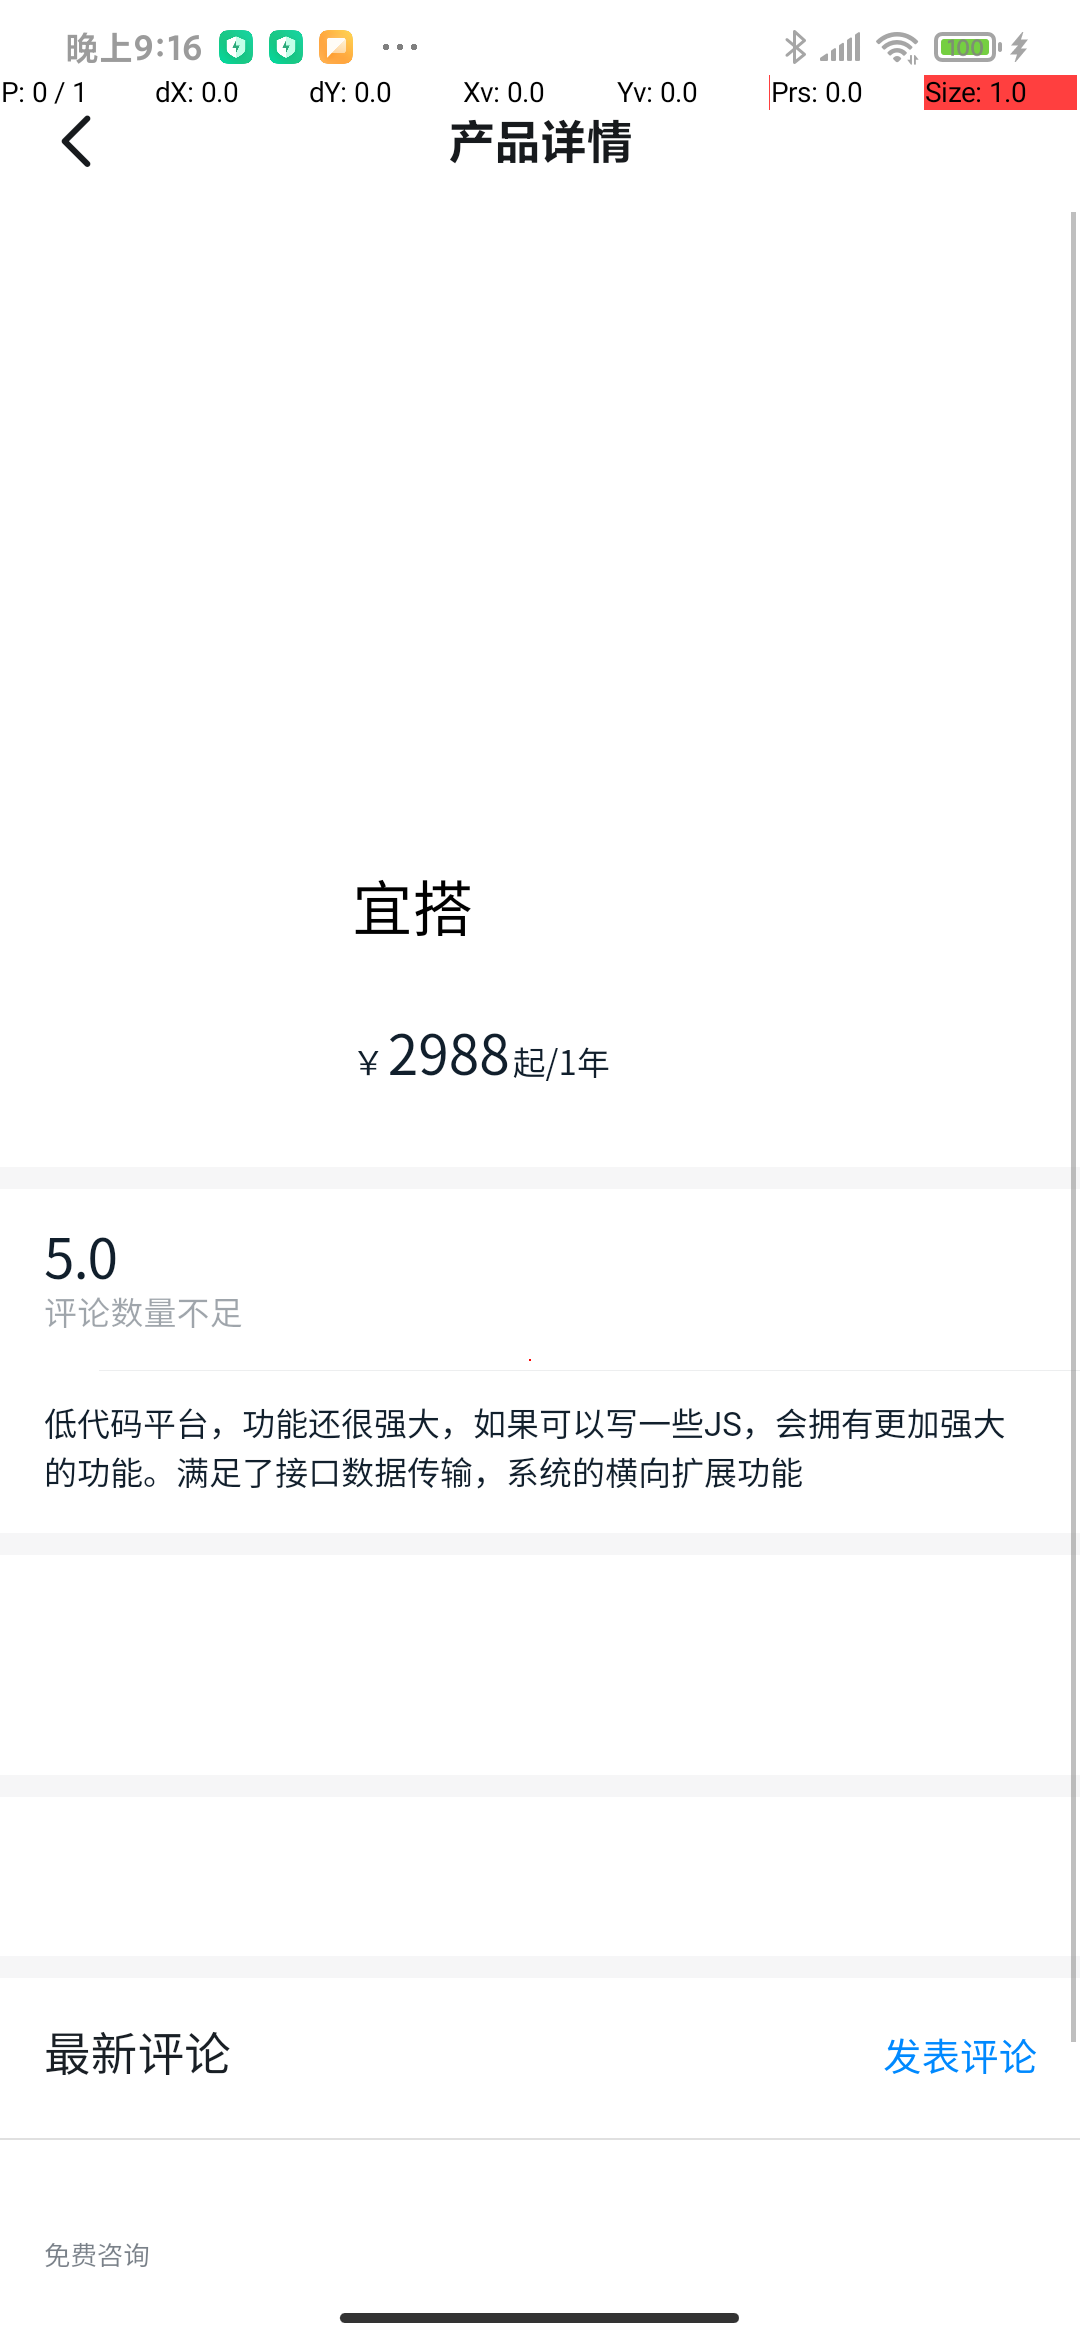 晚上9:16
100
P: 0 / 1 dX: 0.0 dY: 0.0 Xv: 0.0 Yv: 0.0 Prs: 0.0 Size: 1.0
产品详情
宜搭
¥2988起/1年
5.0
评论数量不足
低代码平台，功能还很强大，如果可以写一些JS，会拥有更加强大
的功能。满足了接口数据传输，系统的横向扩展功能
最新评论 发表评论
免费咨询